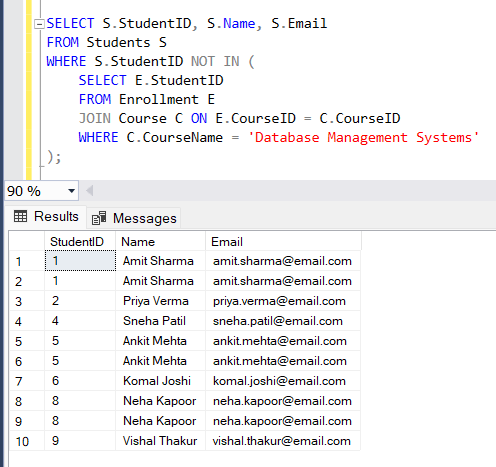 SELECT S.StudentID, S.Name, S.Email
FROM Students S
WHERE S.StudentID NOT IN (
    SELECT E.StudentID
    FROM Enrollment E
    JOIN Course C ON E.CourseID = C.CourseID
    WHERE C.CourseName = 'Database Management Systems'
);
90 %
Results Messages
StudentID Name Email
1 1 Amit Sharma amit.sharma@email.com
2 1 Amit Sharma amit.sharma@email.com
3 2 Priya Verma priya.verma@email.com
4 4 Sneha Patil sneha.patil@email.com
5 5 Ankit Mehta ankit.mehta@email.com
6 5 Ankit Mehta ankit.mehta@email.com
7 6 Komal Joshi komal.joshi@email.com
8 8 Neha Kapoor neha.kapoor@email.com
9 8 Neha Kapoor neha.kapoor@email.com
10 9 Vishal Thakur vishal.thakur@email.com